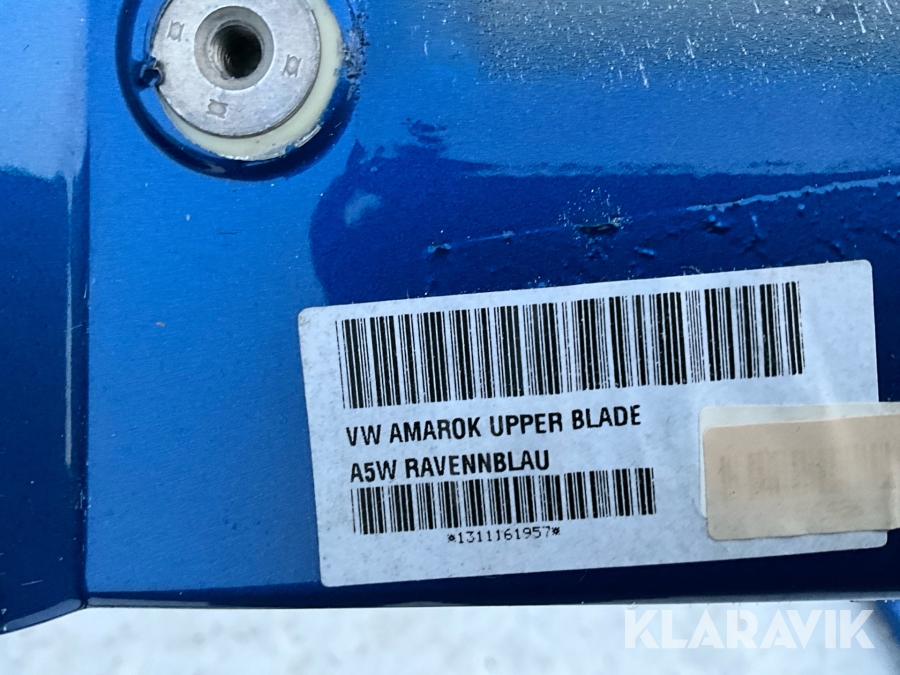 VW AMAROK UPPER BLADE
A5W RAVENNBLAU
*1311161957*
KLARAVIK